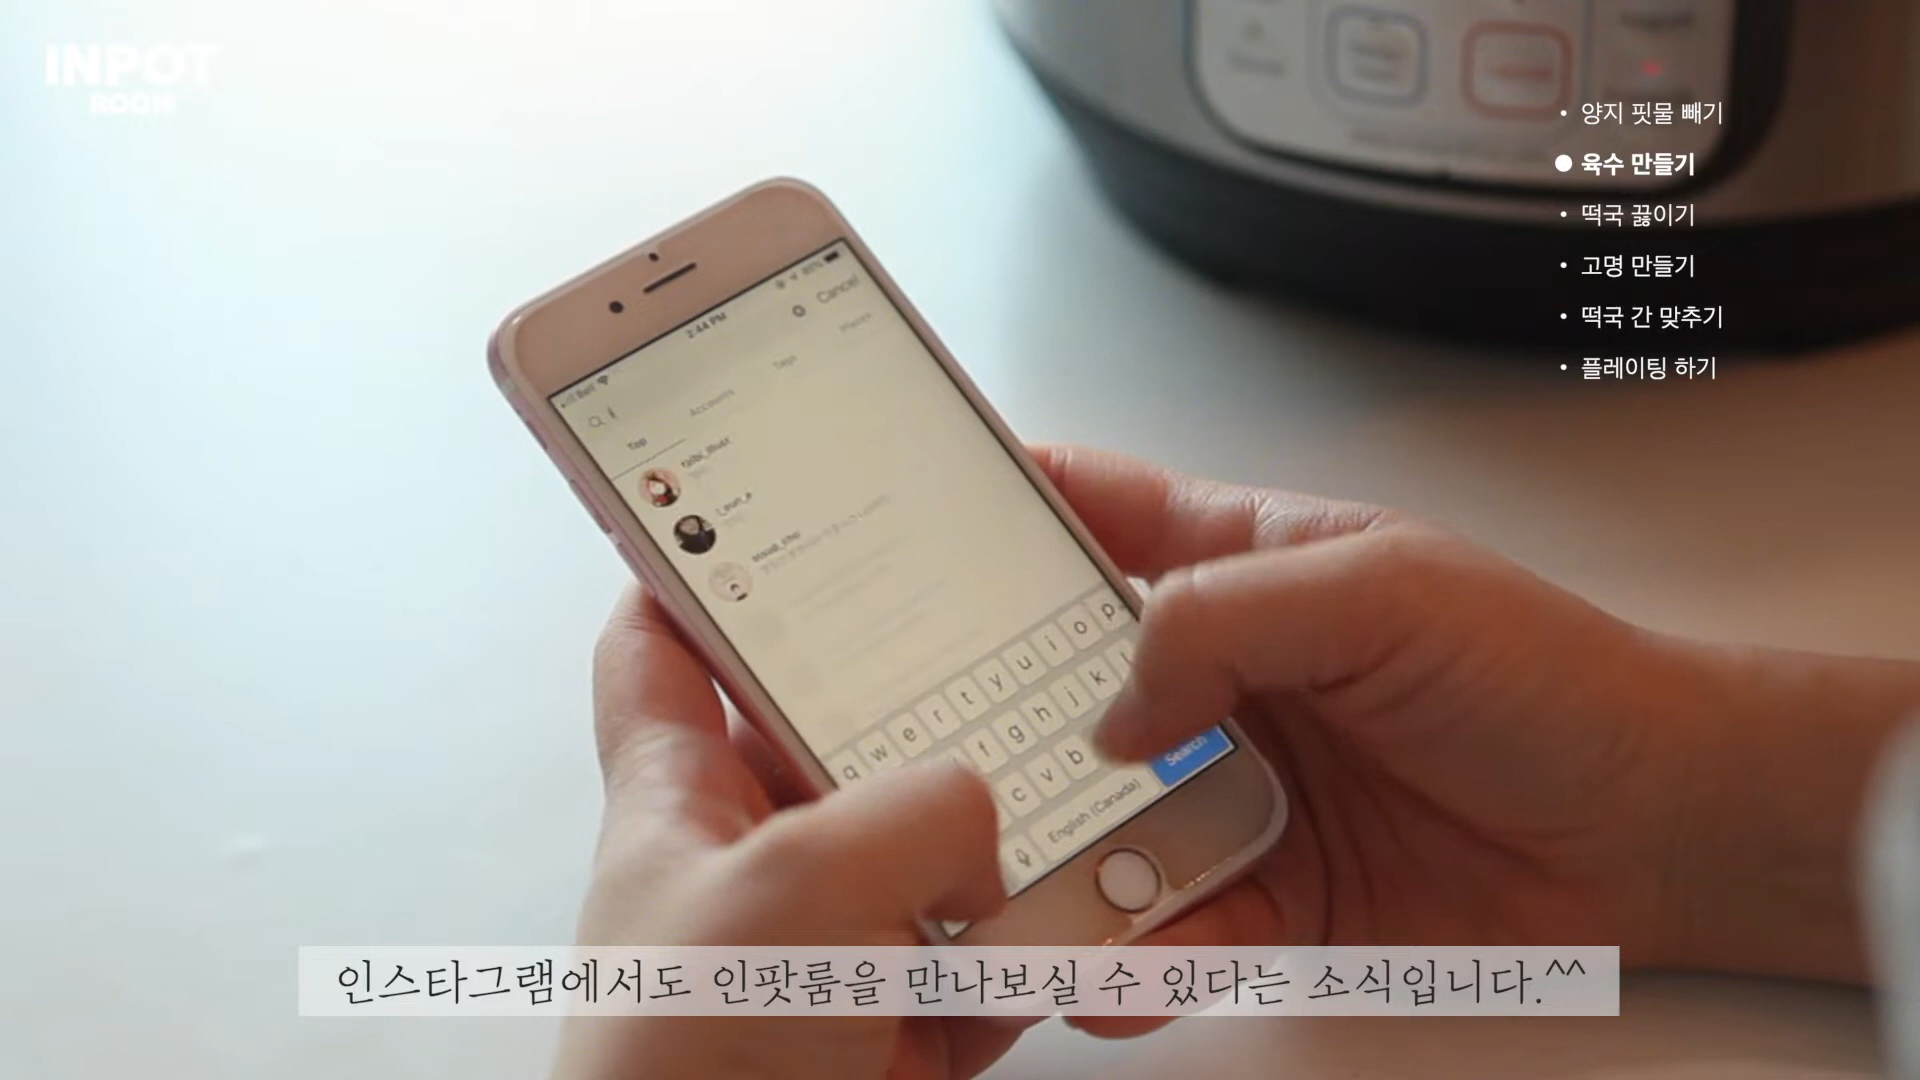 INPOT
ROOM
양지 핏물 빼기
육수 만들기
떡국 끓이기
고명 만들기
떡국 간 맞추기
플레이팅 하기
2:44 PM
Cancel
Top
Accounts
Tags
Places
q w e r t y u i o p
f g h j k l
c v b
English (Canada)
Search
인스타그램에서도 인팟룸을 만나보실 수 있다는 소식입니다.^^